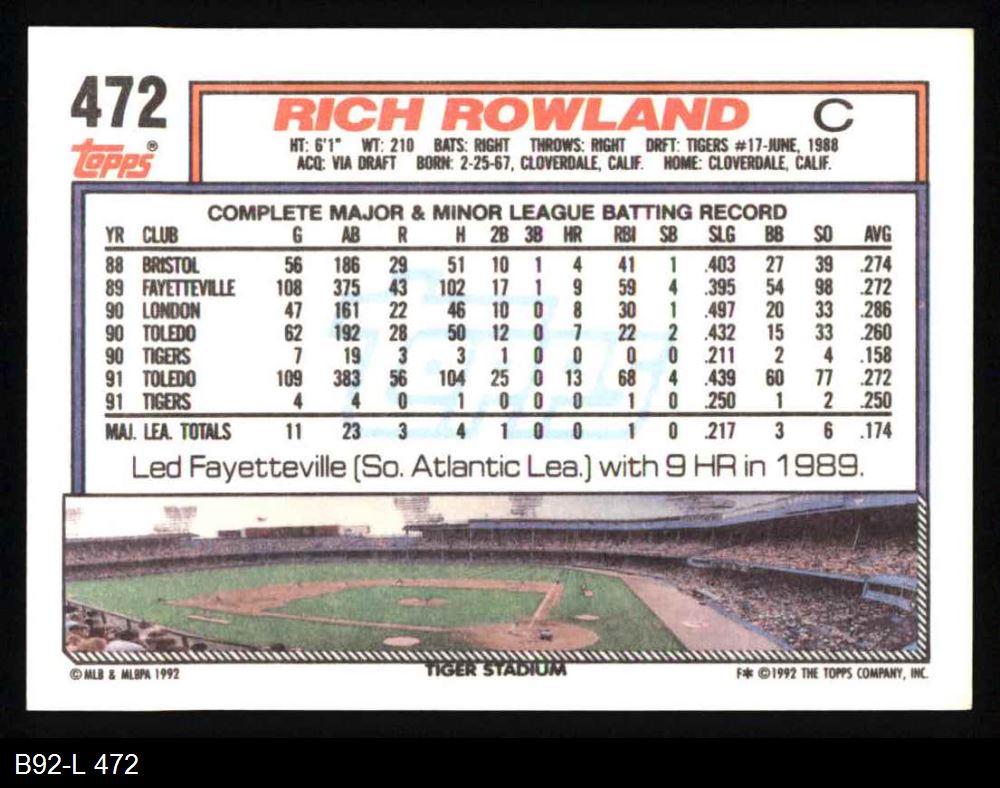 472
topps®
RICH ROWLAND C
HT: 6'1" WT: 210 BATS: RIGHT THROWS: RIGHT DRFT: TIGERS #17-JUNE, 1988
ACQ: VIA DRAFT BORN: 2-25-67, CLOVERDALE, CALIF. HOME: CLOVERDALE, CALIF.
COMPLETE MAJOR & MINOR LEAGUE BATTING RECORD
YR CLUB G AB R H 2B 3B HR RBI SB SLG BB SO AVG
88 BRISTOL 56 186 29 51 10 1 4 41 1 .403 27 39 .274
89 FAYETTEVILLE 108 375 43 102 17 1 9 59 4 .395 54 98 .272
90 LONDON 47 161 22 46 10 0 8 30 1 .497 20 33 .286
90 TOLEDO 62 192 28 50 12 0 7 22 2 .432 15 33 .260
90 TIGERS 7 19 3 3 1 0 0 0 0 .211 2 4 .158
91 TOLEDO 109 383 56 104 25 0 13 68 4 .439 60 77 .272
91 TIGERS 4 4 0 1 0 0 0 1 0 .250 1 2 .250
MAJ. LEA. TOTALS 11 23 3 4 1 0 0 1 0 .217 3 6 .174
Topps
Led Fayetteville (So. Atlantic Lea.) with 9 HR in 1989.
© MLB & MLBPA 1992 TIGER STADIUM F* ©1992 THE TOPPS COMPANY, INC.
B92-L 472